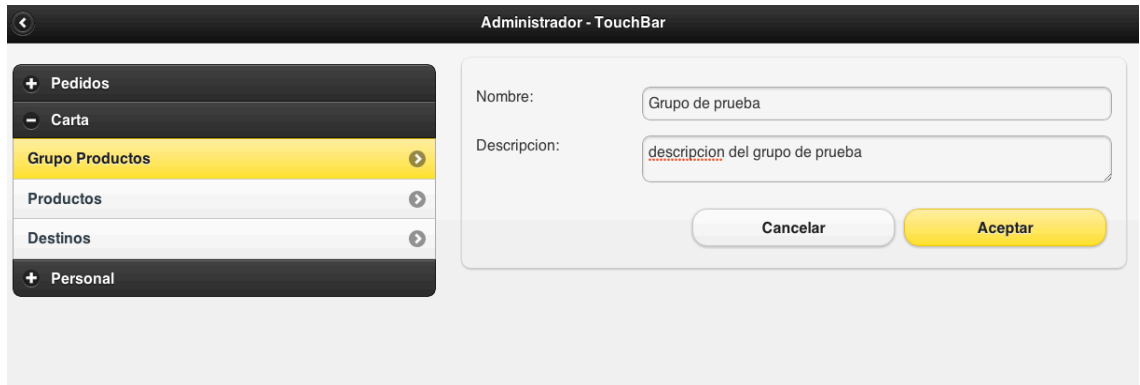 Administrador - TouchBar
Pedidos
Carta
Grupo Productos
Productos
Destinos
Personal
Nombre:
Grupo de prueba
Descripcion:
descripcion del grupo de prueba
Cancelar
Aceptar